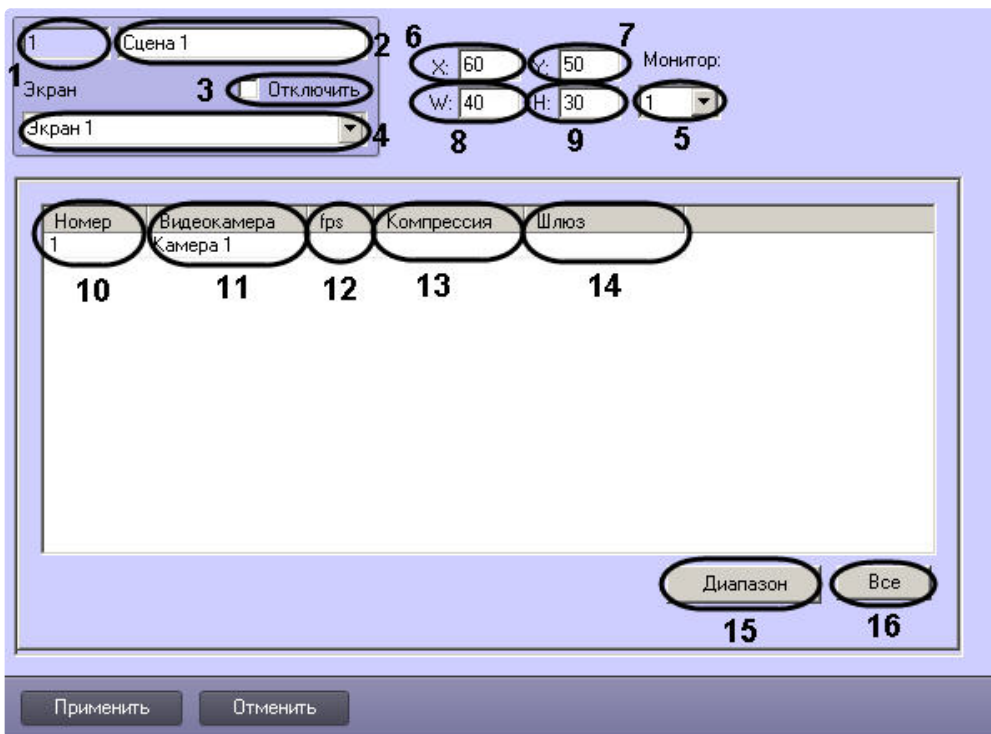 1 Сцена 1 2 6 7
1 X: 60 Y: 50 Монитор:
Экран 3 Отключить
W: 40 H: 30 1
Экран 1 4 8 9 5
Номер Видеокамера fps Компрессия Шлюз
1 Камера 1
10 11 12 13 14
Диапазон Все
15 16
Применить Отменить